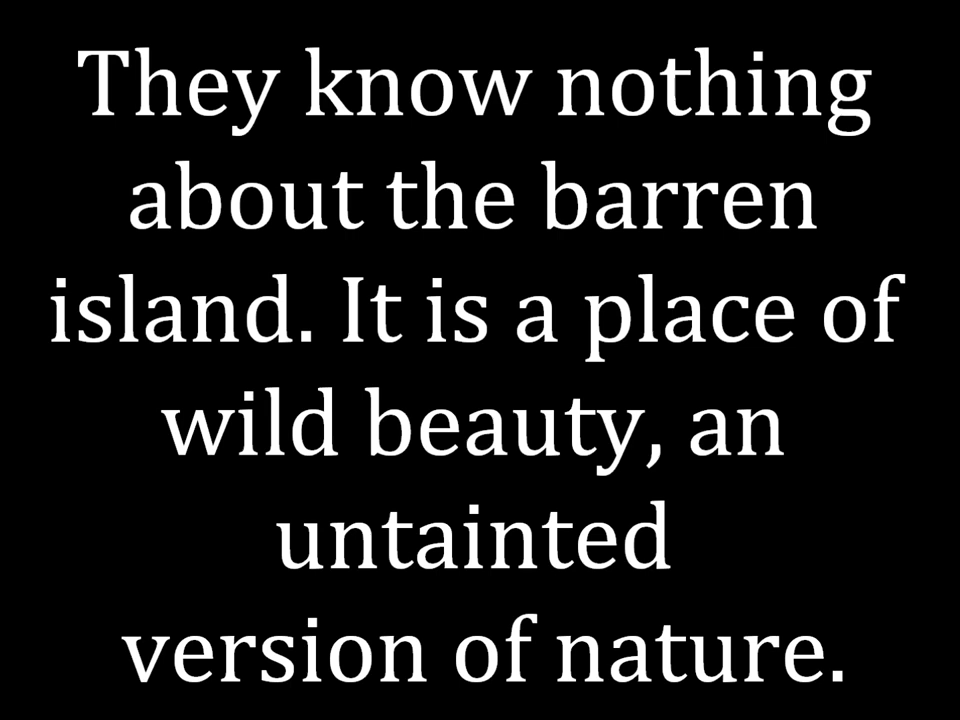 They know nothing
about the barren
island. It is a place of
wild beauty, an
untainted
version of nature.